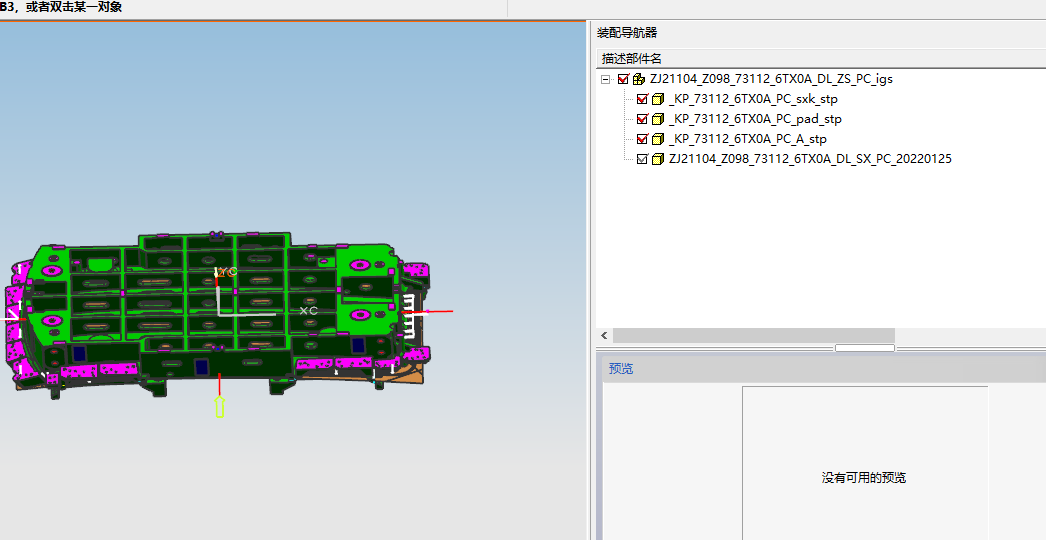 B3，或者双击某一对象
装配导航器
描述部件名
ZJ21104_Z098_73112_6TX0A_DL_ZS_PC_igs
_KP_73112_6TX0A_PC_sxk_stp
_KP_73112_6TX0A_PC_pad_stp
_KP_73112_6TX0A_PC_A_stp
ZJ21104_Z098_73112_6TX0A_DL_SX_PC_20220125
YC
XC
预览
没有可用的预览